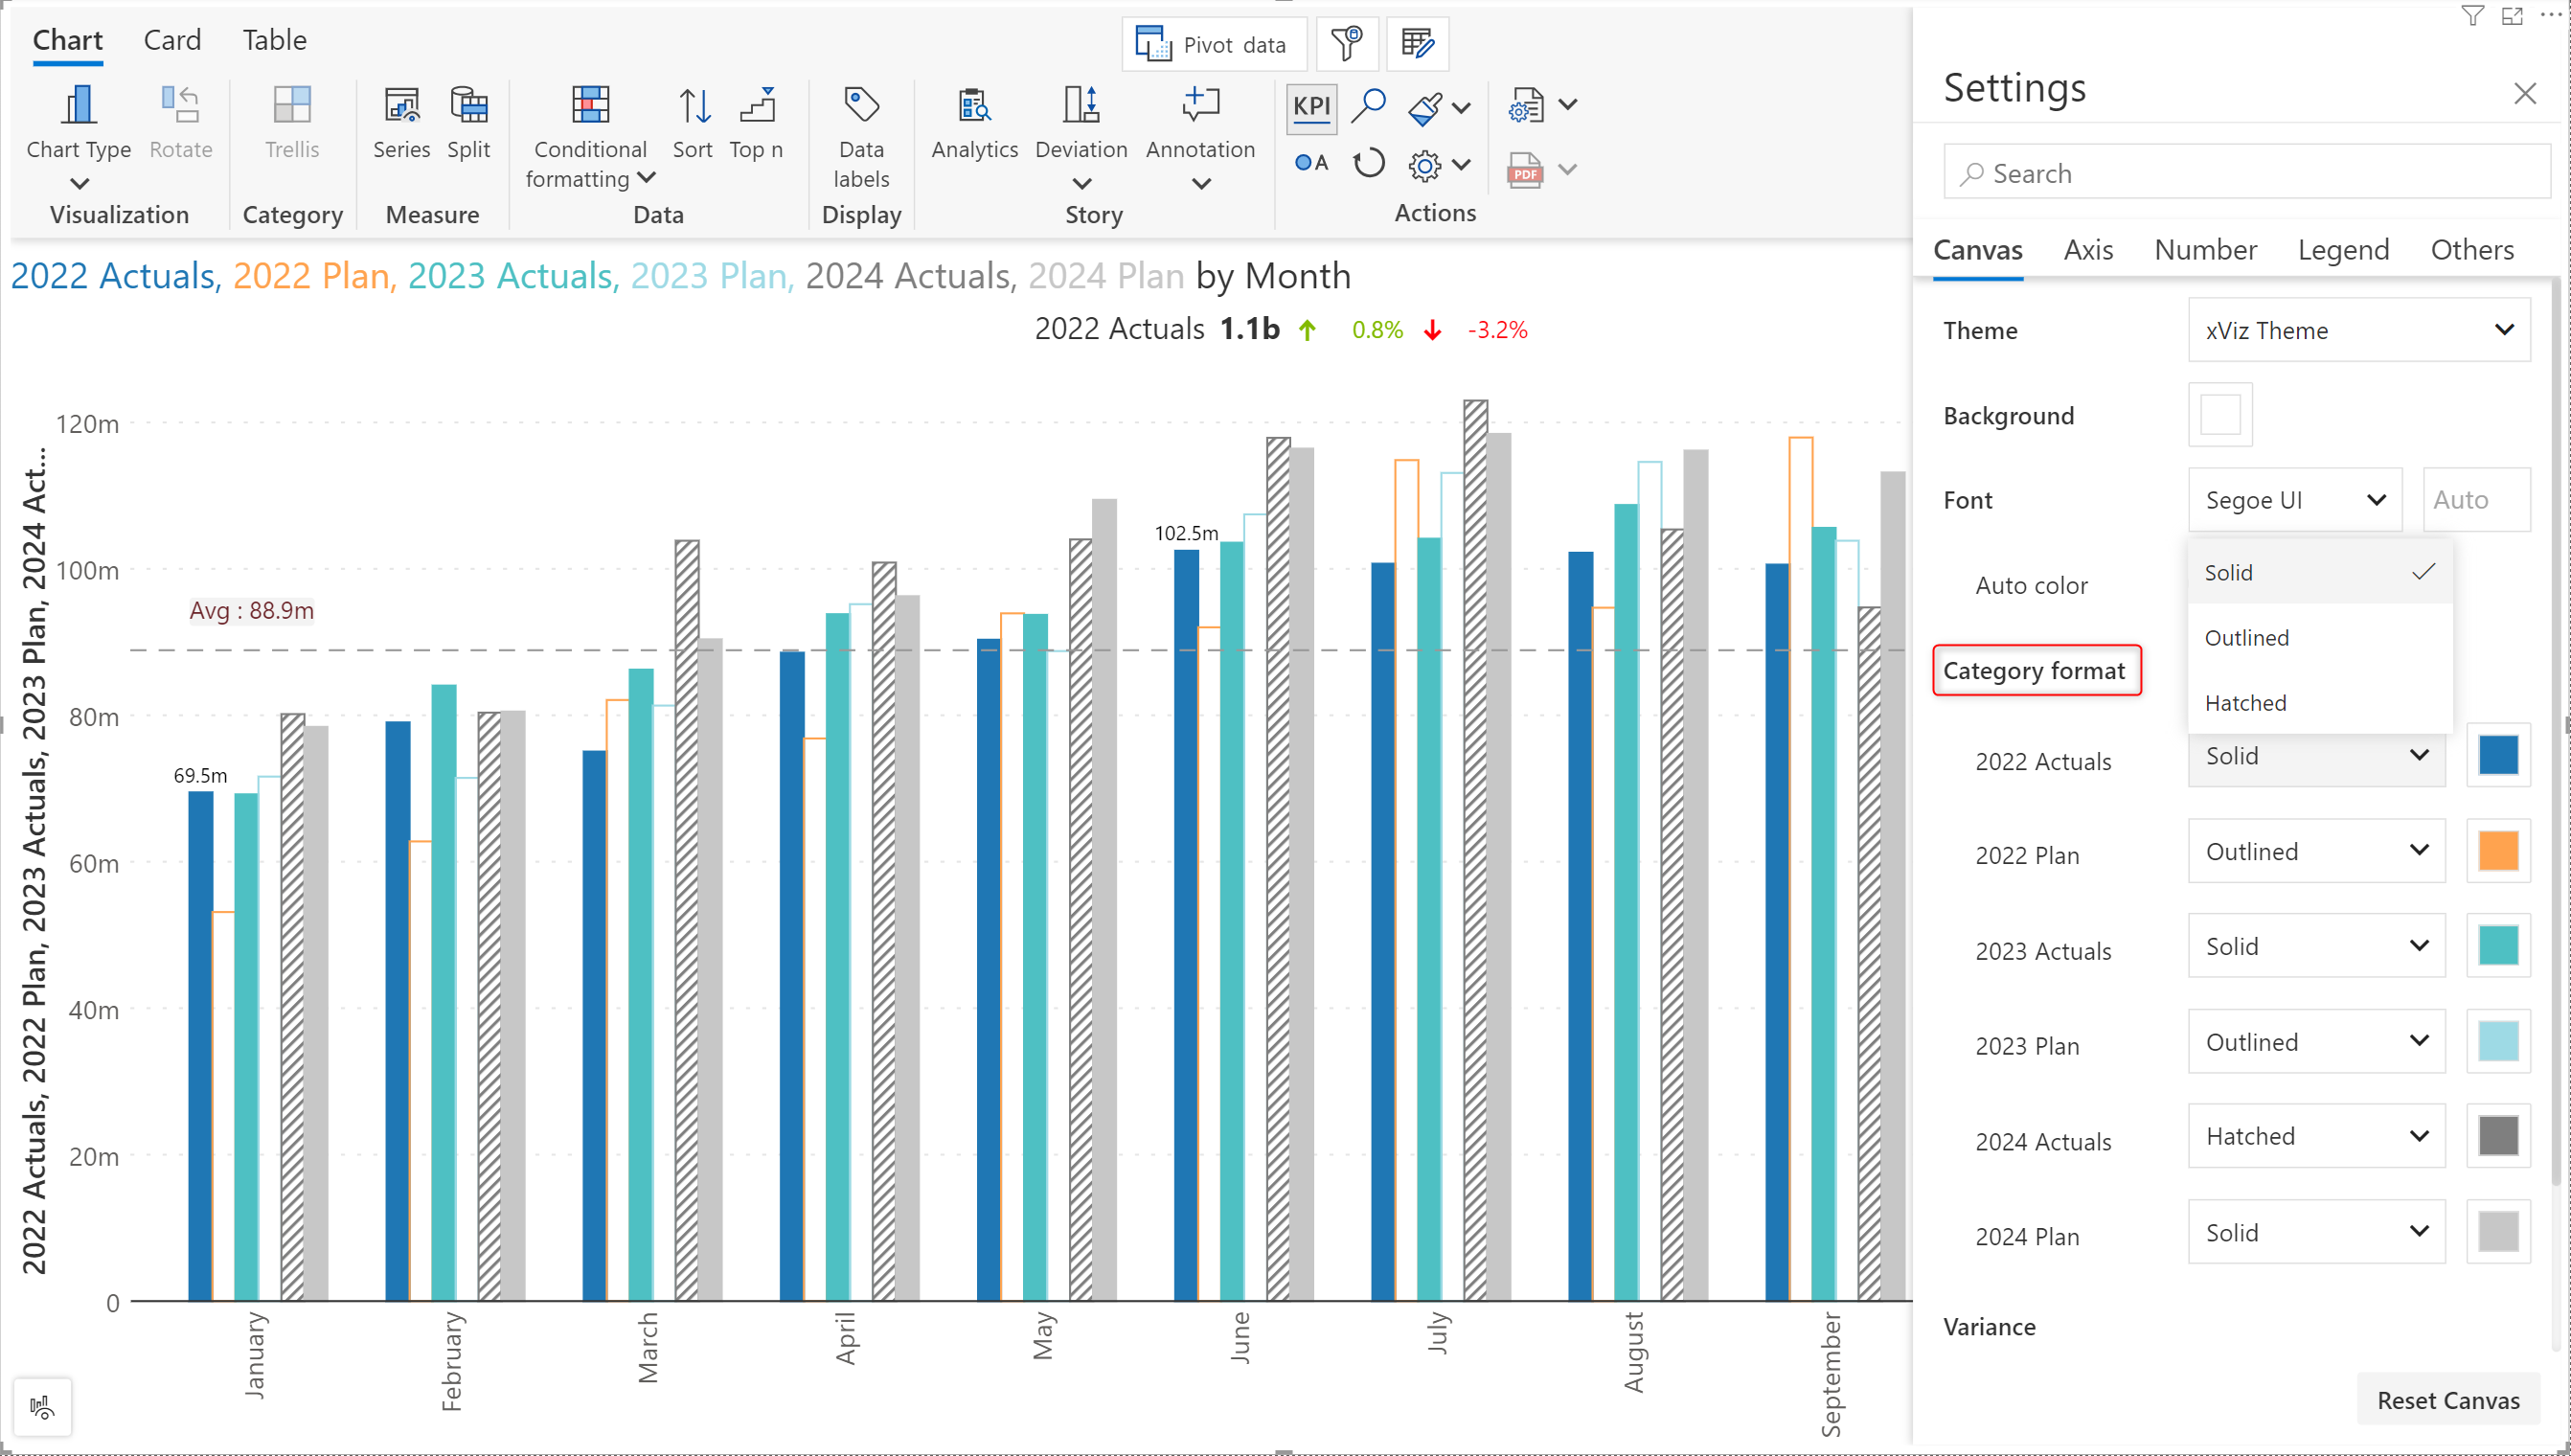 Chart Card Table
Pivot data
Chart Type Rotate
Trellis
Series Split
Conditional formatting
Sort Top n
Data labels
Analytics Deviation Annotation
KPI
A
PDF
Visualization Category Measure Data Display Story Actions
2022 Actuals, 2022 Plan, 2023 Actuals, 2023 Plan, 2024 Actuals, 2024 Plan by Month
2022 Actuals 1.1b 0.8% -3.2%
2022 Actuals, 2022 Plan, 2023 Actuals, 2023 Plan, 2024 Act...
120m
100m
80m
60m
40m
20m
0
Avg : 88.9m
69.5m
102.5m
January
February
March
April
May
June
July
August
September
Settings
Search
Canvas Axis Number Legend Others
Theme xViz Theme
Background
Font Segoe UI Auto
Auto color
Solid
Outlined
Hatched
Category format
2022 Actuals Solid
2022 Plan Outlined
2023 Actuals Solid
2023 Plan Outlined
2024 Actuals Hatched
2024 Plan Solid
Variance
Reset Canvas